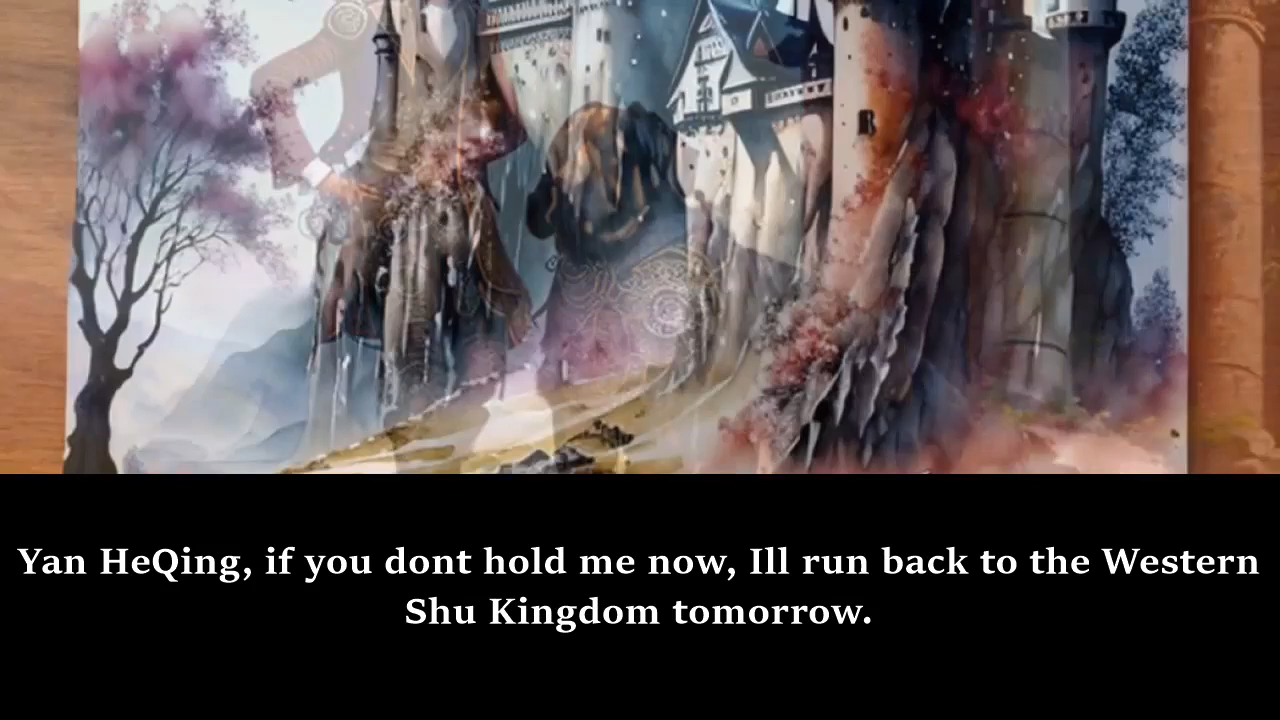 Yan HeQing, if you dont hold me now, Ill run back to the Western
Shu Kingdom tomorrow.